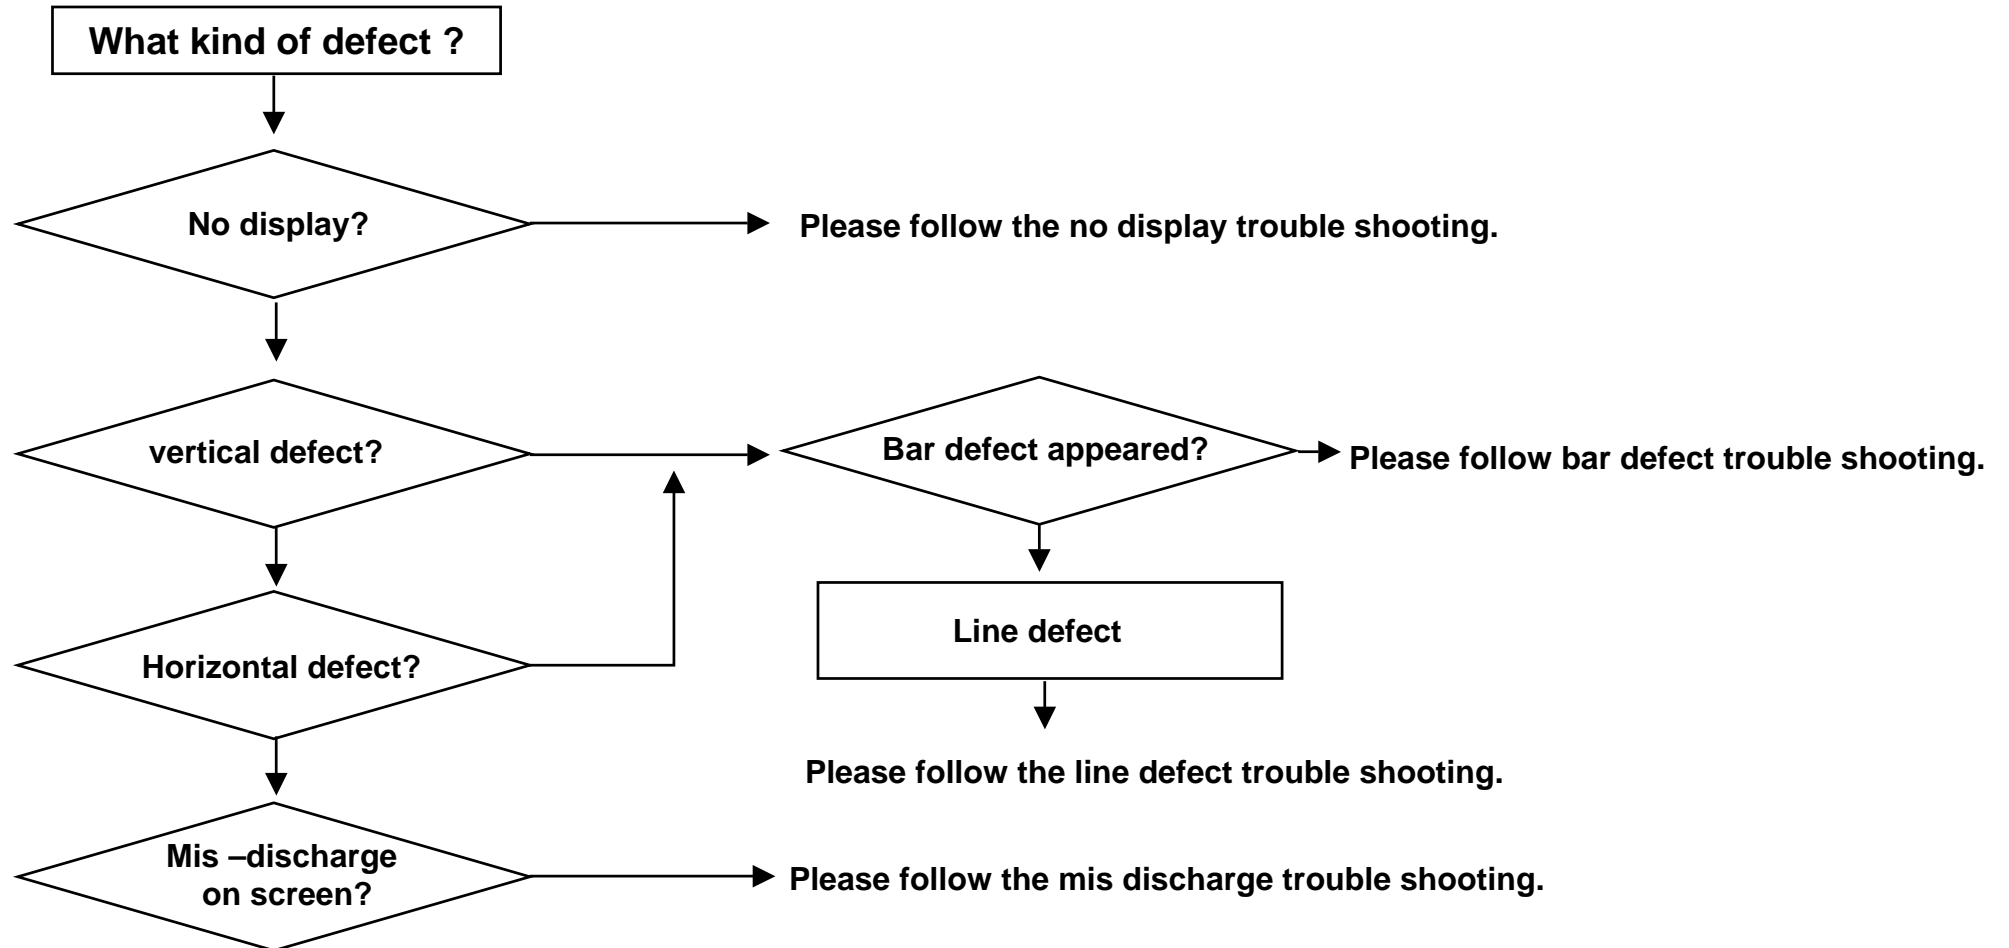 What kind of defect ?
No display?
Please follow the no display trouble shooting.
vertical defect?
Bar defect appeared?
Please follow bar defect trouble shooting.
Horizontal defect?
Line defect
Please follow the line defect trouble shooting.
Mis –discharge
on screen?
Please follow the mis discharge trouble shooting.